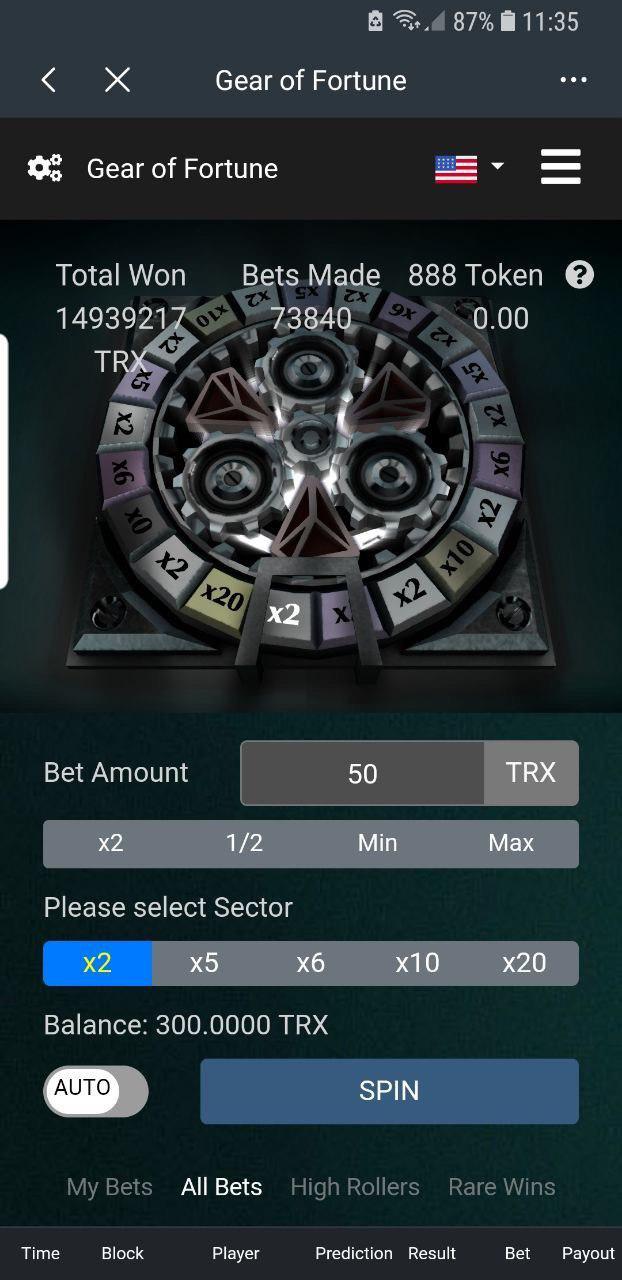 87% 11:35
Gear of Fortune
Gear of Fortune
Total Won Bets Made 888 Token ?
14939217 73840 0.00
TRX
x2 x5 x2
x10 x6
x2 x2
x5 x5
x2 x2
x6 x6
x0 x2
x2 x10
x20 x2
x2
Bet Amount 50 TRX
x2 1/2 Min Max
Please select Sector
x2 x5 x6 x10 x20
Balance: 300.0000 TRX
AUTO SPIN
My Bets All Bets High Rollers Rare Wins
Time Block Player Prediction Result Bet Payout